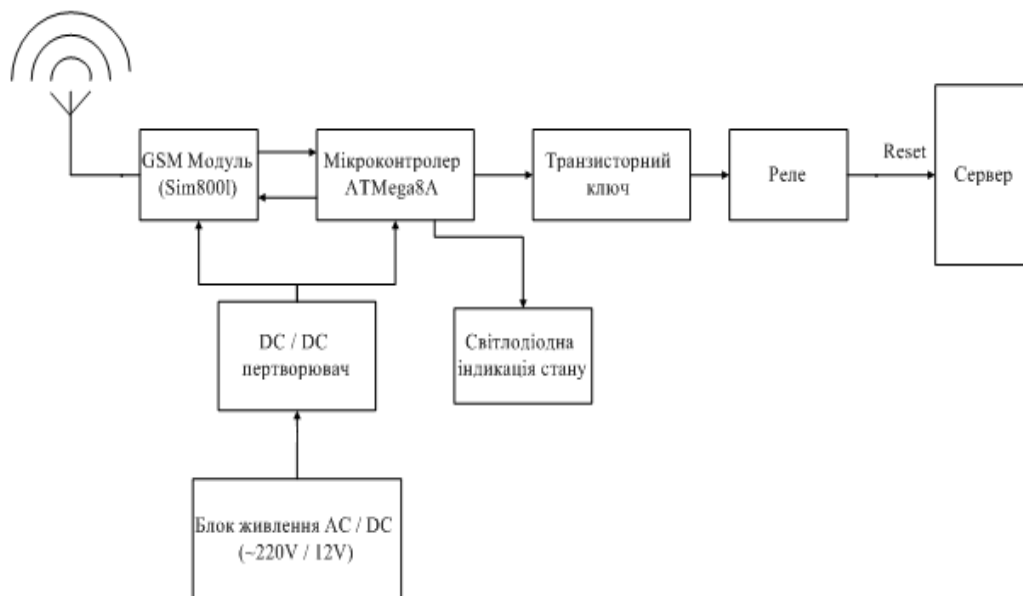 GSM Модуль
(Sim800l)
Мікроконтролер
ATMega8A
Транзисторний
ключ
Реле
Reset
Сервер
DC / DC
пертворювач
Світлодіодна
індикація стану
Блок живлення AC / DC
(~220V / 12V)